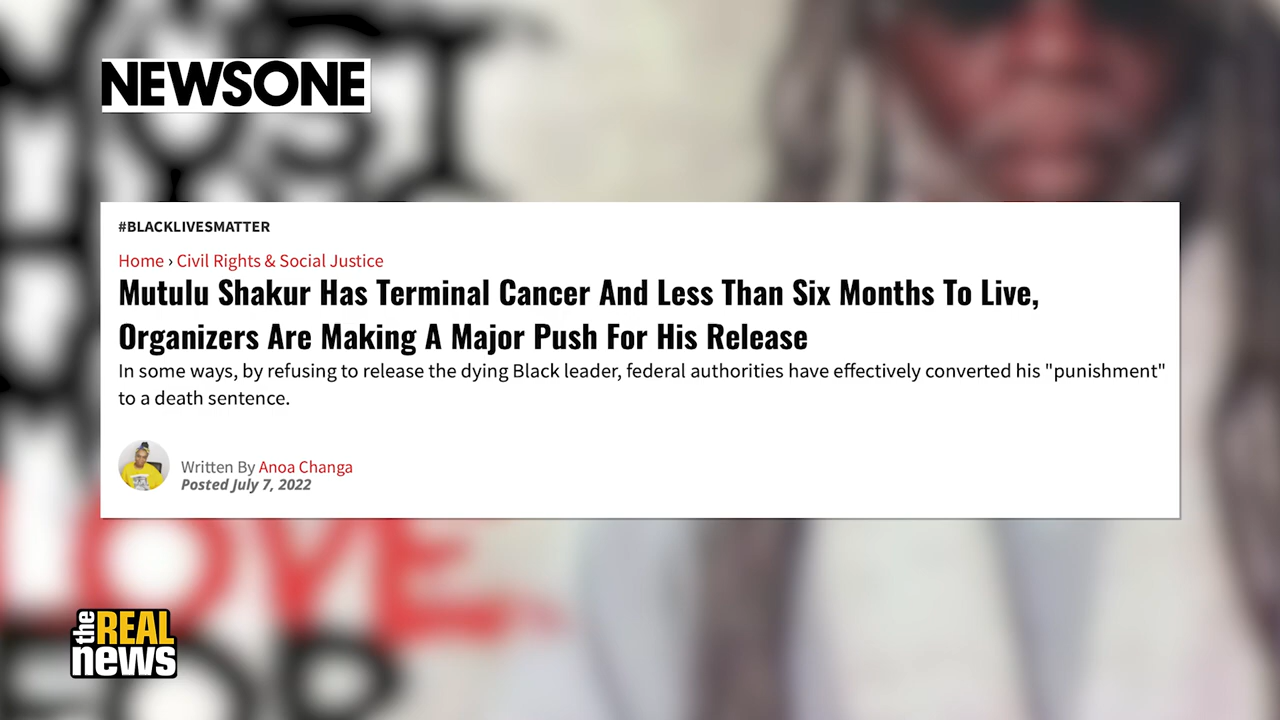 NEWSONE
#BLACKLIVESMATTER
Home › Civil Rights & Social Justice
Mutulu Shakur Has Terminal Cancer And Less Than Six Months To Live,
Organizers Are Making A Major Push For His Release
In some ways, by refusing to release the dying Black leader, federal authorities have effectively converted his "punishment"
to a death sentence.
Written By Anoa Changa
Posted July 7, 2022
the REAL
news